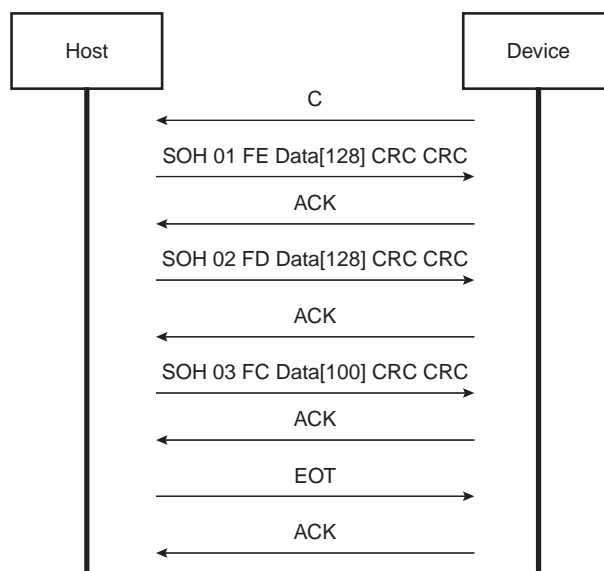 Host
Device
C
SOH 01 FE Data[128] CRC CRC
ACK
SOH 02 FD Data[128] CRC CRC
ACK
SOH 03 FC Data[100] CRC CRC
ACK
EOT
ACK